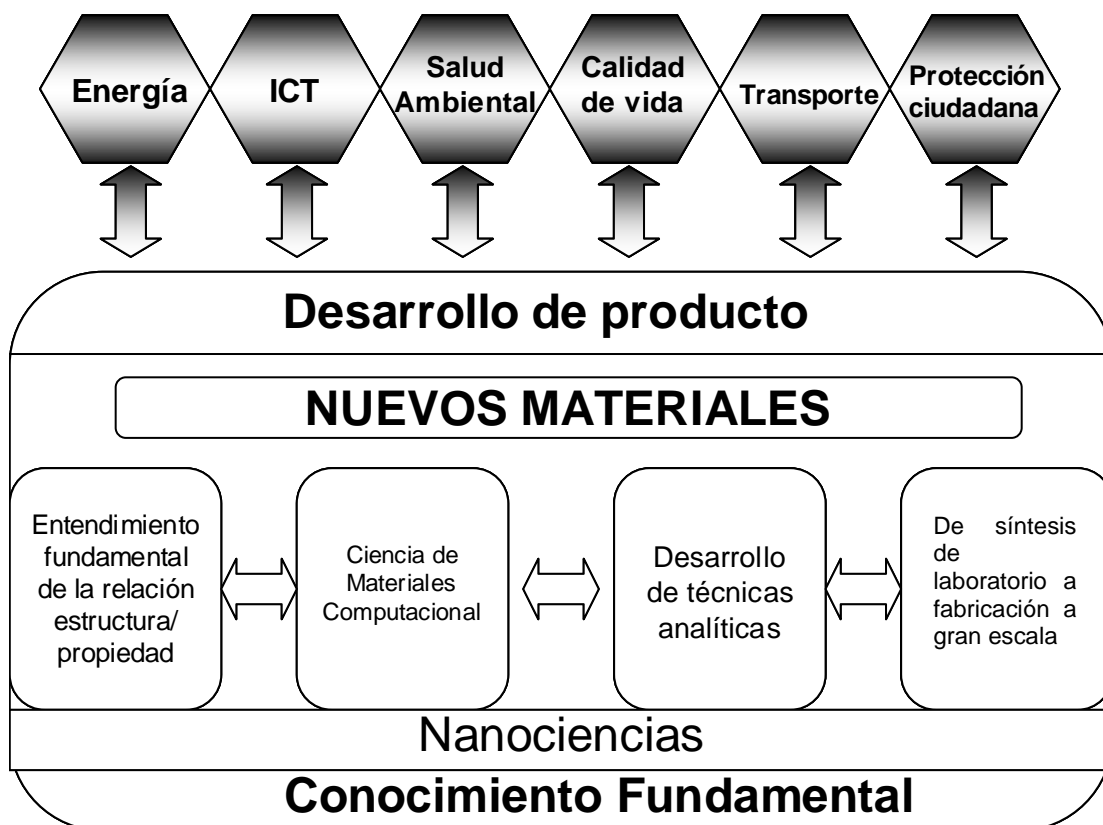 Energía
ICT
Salud
Ambiental
Calidad
de vida
Transporte
Protección
ciudadana
Desarrollo de producto
NUEVOS MATERIALES
Entendimiento
fundamental
de la relación
estructura/
propiedad
Ciencia de
Materiales
Computacional
Desarrollo
de técnicas
analíticas
De síntesis
de
laboratorio a
fabricación a
gran escala
Nanociencias
Conocimiento Fundamental